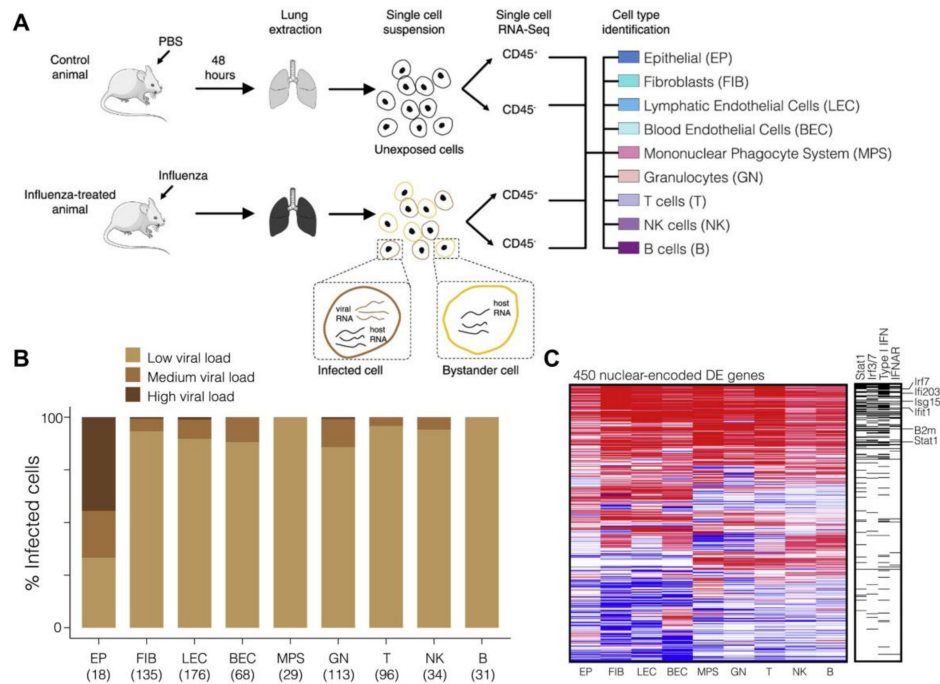 A
Control
animal
PBS
48
hours
Lung
extraction
Single cell
suspension
Unexposed cells
Single cell
RNA-Seq
CD45+
CD45-
Cell type
identification
Epithelial (EP)
Fibroblasts (FIB)
Lymphatic Endothelial Cells (LEC)
Blood Endothelial Cells (BEC)
Mononuclear Phagocyte System (MPS)
Granulocytes (GN)
T cells (T)
NK cells (NK)
B cells (B)
Influenza-treated
animal
Influenza
CD45+
CD45-
viral
RNA
host
RNA
Infected cell
host
RNA
Bystander cell
B
Low viral load
Medium viral load
High viral load
% Infected cells
100
0
EP FIB LEC BEC MPS GN T NK B
(18) (135) (176) (68) (29) (113) (96) (34) (31)
C
450 nuclear-encoded DE genes
Stat1
Irf3/7
Type I IFN
IFNAR
Irf7
Ifi203
Isg15
Ifit1
B2m
Stat1
EP FIB LEC BEC MPS GN T NK B